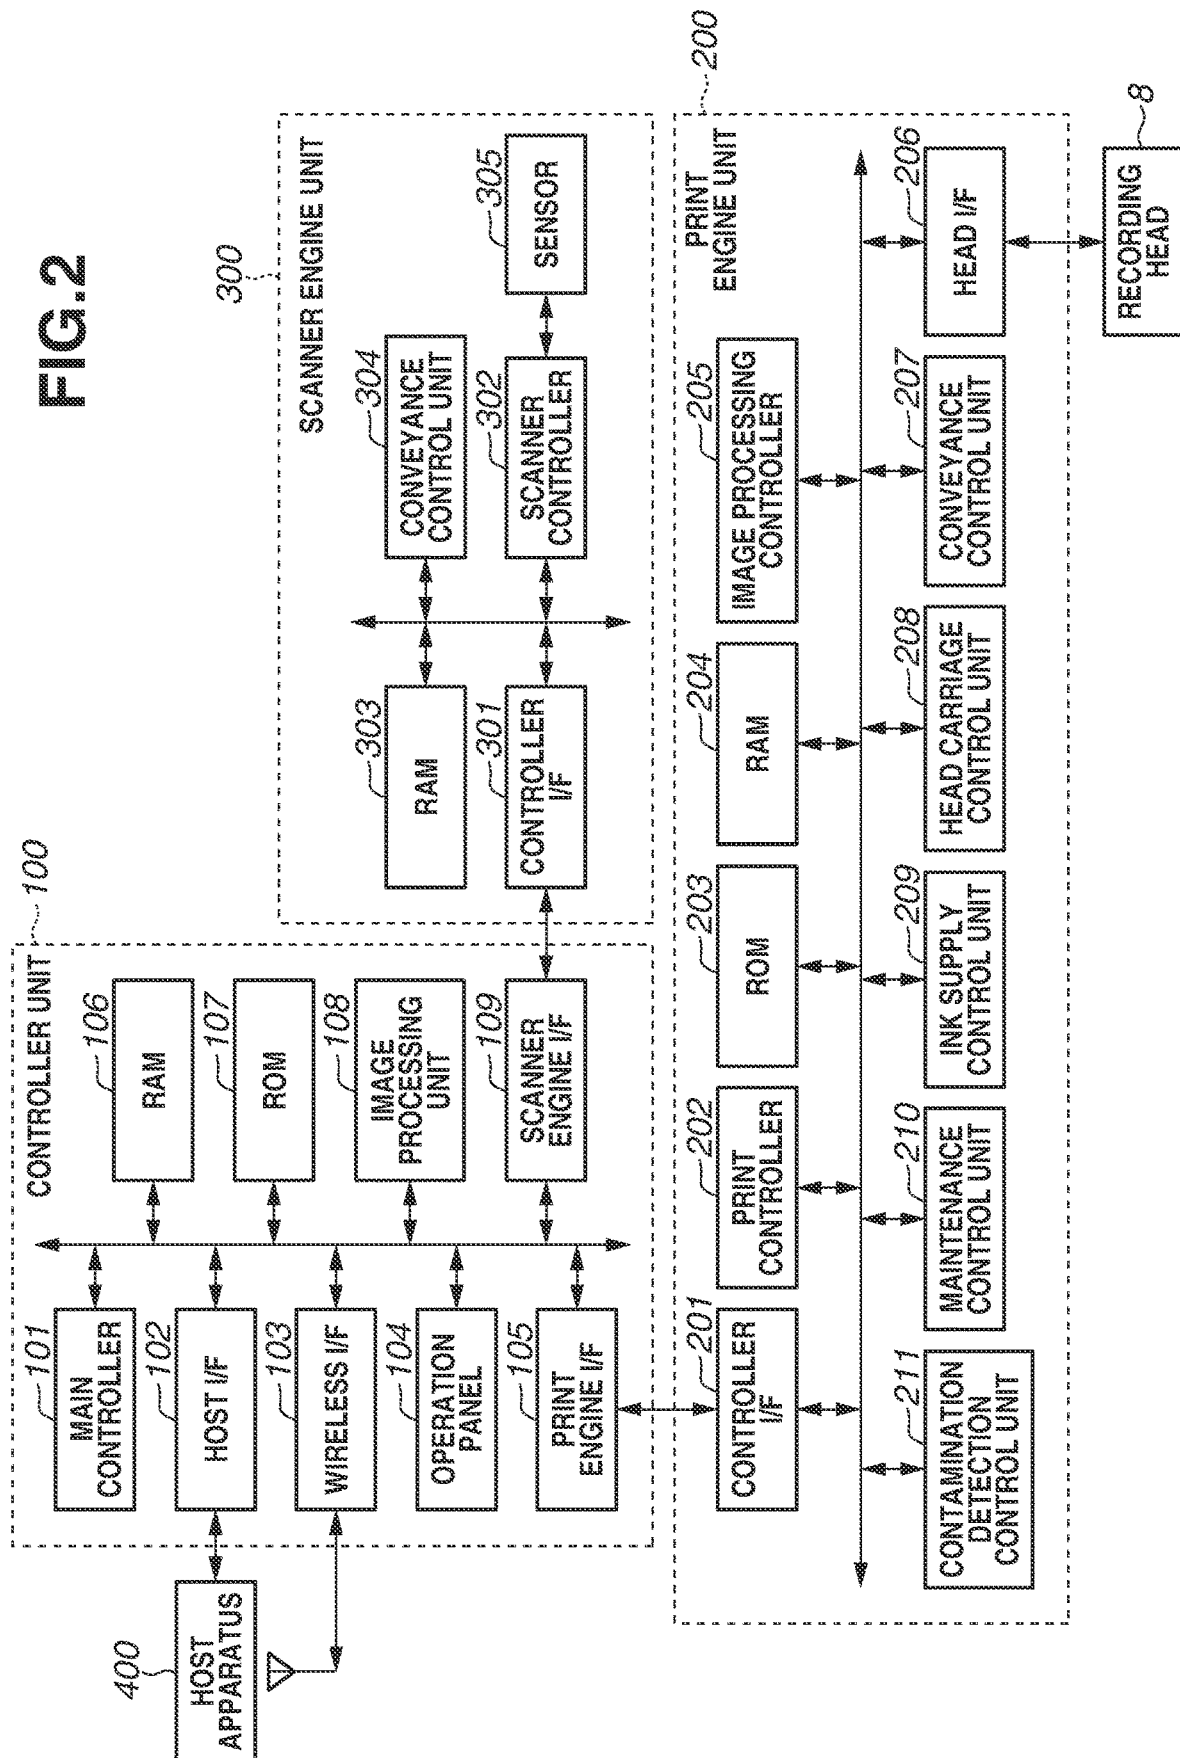 FIG.2
400
HOST
APPARATUS
CONTROLLER UNIT
100
101
MAIN
CONTROLLER
102
HOST I/F
103
WIRELESS I/F
104
OPERATION
PANEL
105
PRINT
ENGINE I/F
106
RAM
107
ROM
108
IMAGE
PROCESSING
UNIT
109
SCANNER
ENGINE I/F
300
SCANNER ENGINE UNIT
303
RAM
301
CONTROLLER
I/F
304
CONVEYANCE
CONTROL UNIT
302
SCANNER
CONTROLLER
305
SENSOR
200
PRINT
ENGINE UNIT
201
CONTROLLER
I/F
202
PRINT
CONTROLLER
203
ROM
204
RAM
205
IMAGE PROCESSING
CONTROLLER
211
CONTAMINATION
DETECTION
CONTROL UNIT
210
MAINTENANCE
CONTROL UNIT
209
INK SUPPLY
CONTROL UNIT
208
HEAD CARRIAGE
CONTROL UNIT
207
CONVEYANCE
CONTROL UNIT
206
HEAD I/F
8
RECORDING
HEAD